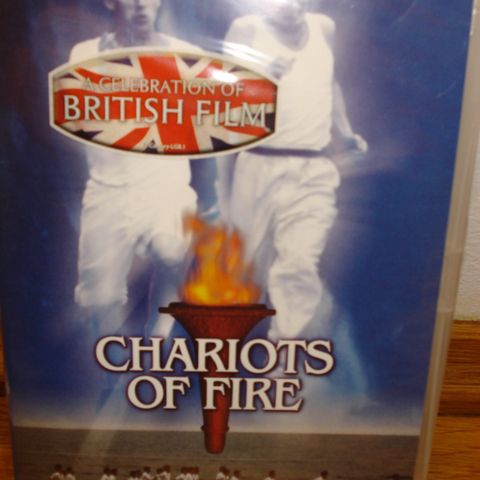 A CELEBRATION OF
BRITISH FILM
CHARIOTS
OF FIRE